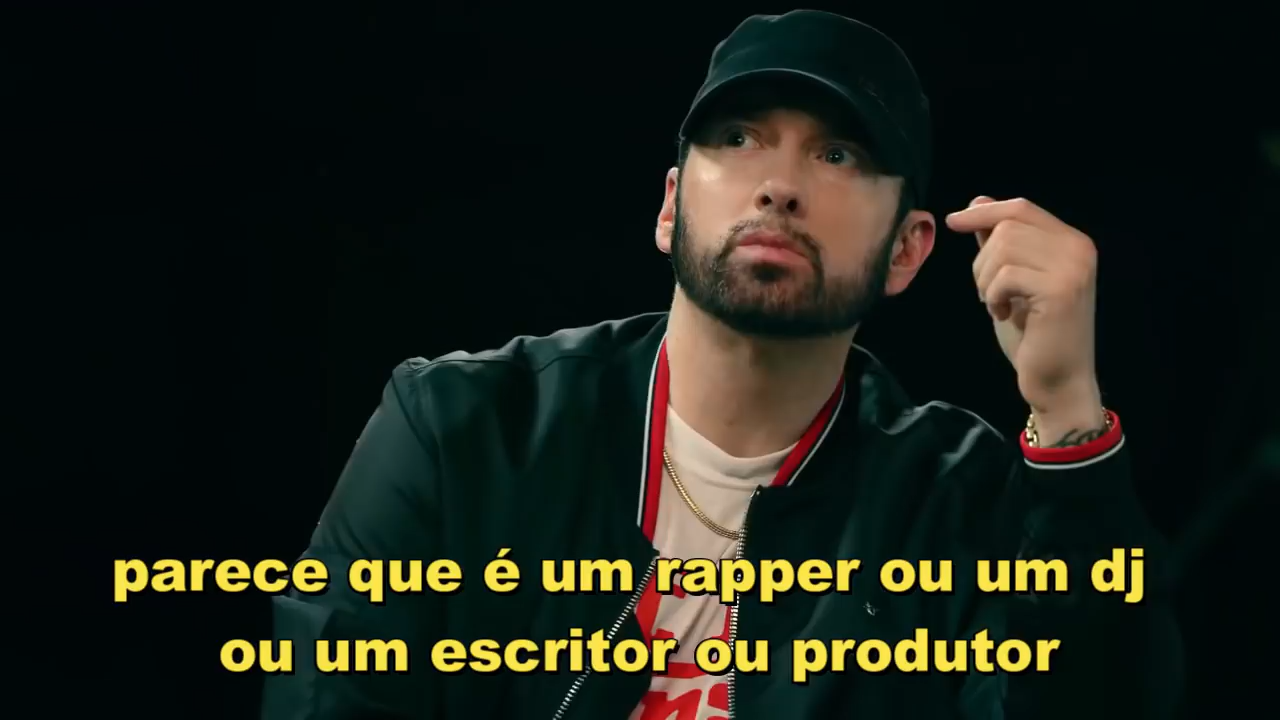 parece que é um rapper ou um dj
ou um escritor ou produtor